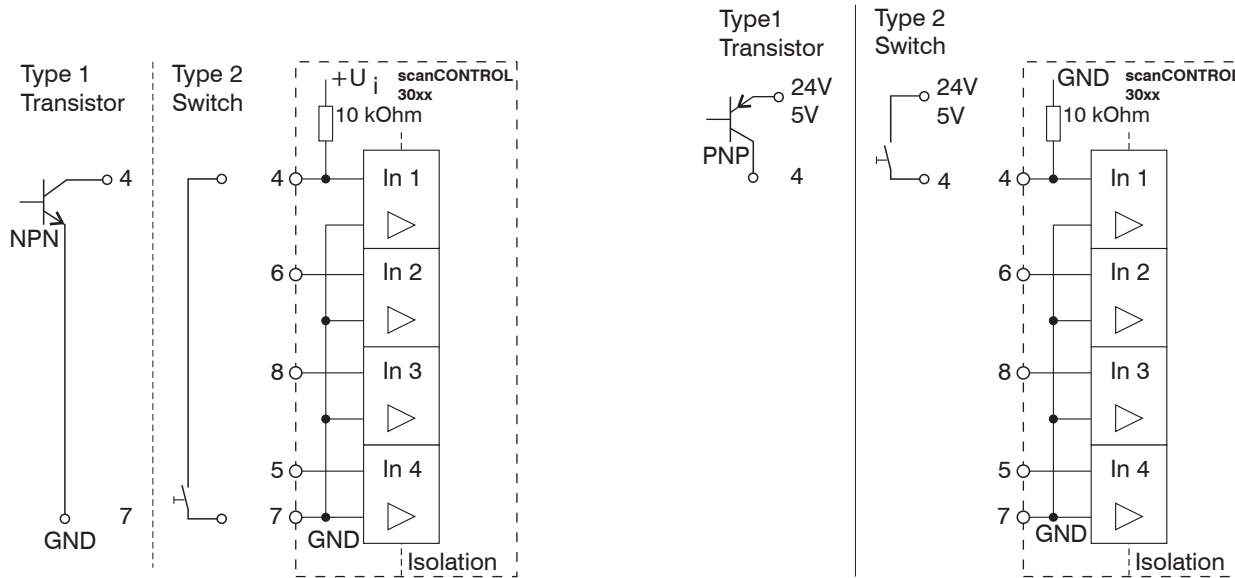 Type 1
Transistor
Type 2
Switch
+U i
scanCONTROL
30xx
10 kOhm
4
4
In 1
NPN
6
In 2
8
In 3
5
In 4
7
7
GND
GND
Isolation
Type1
Transistor
Type 2
Switch
24V
5V
24V
5V
GND
scanCONTROL
30xx
10 kOhm
PNP
4
4
4
In 1
6
In 2
8
In 3
5
In 4
7
GND
Isolation